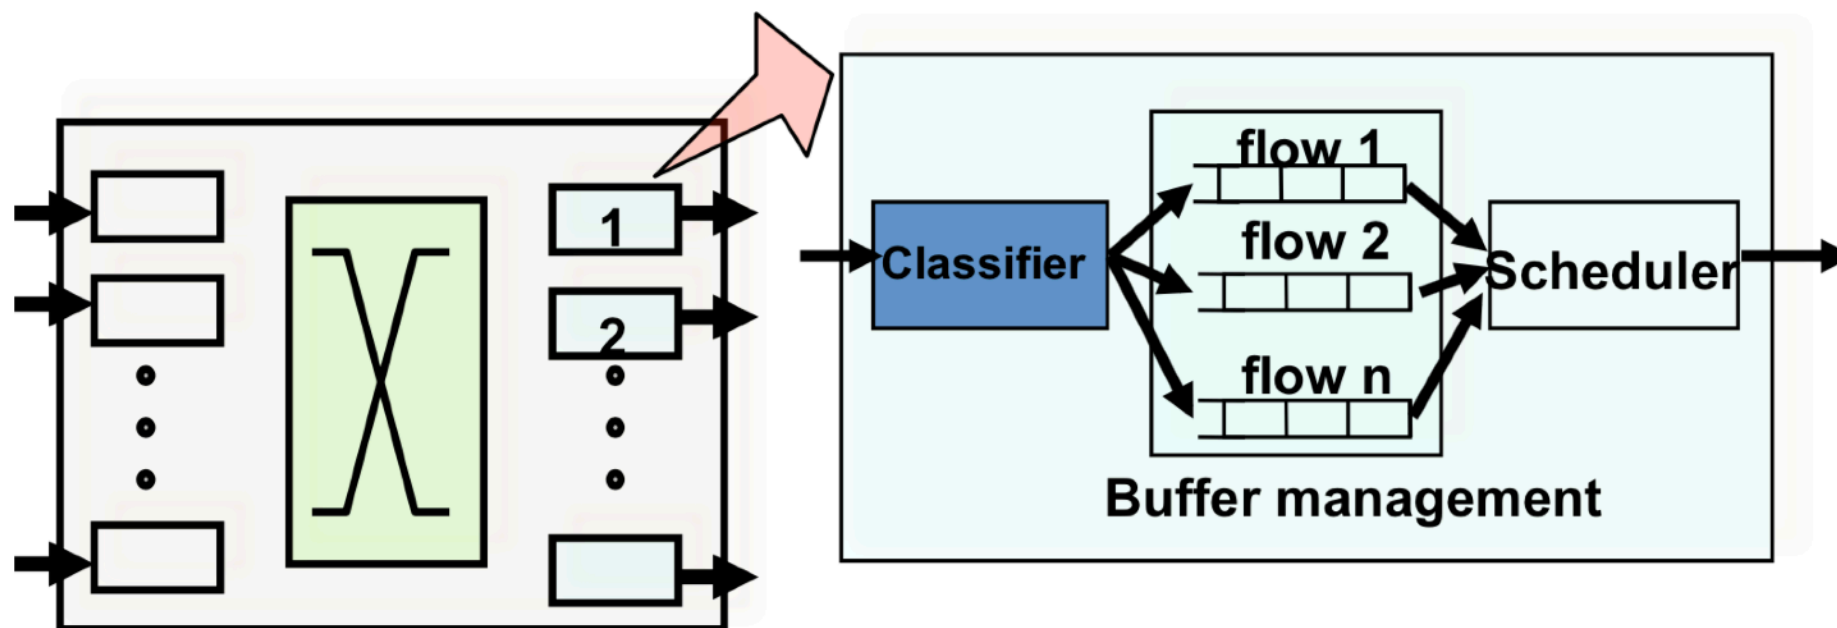 1
2
Classifier
flow 1
flow 2
flow n
Scheduler
Buffer management